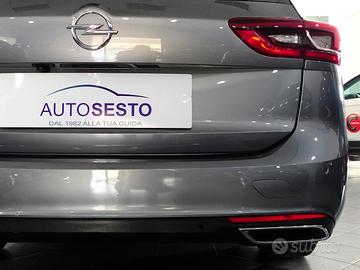 AUTOSESTO
DAL 1982 ALLA TUA GUIDA
subito